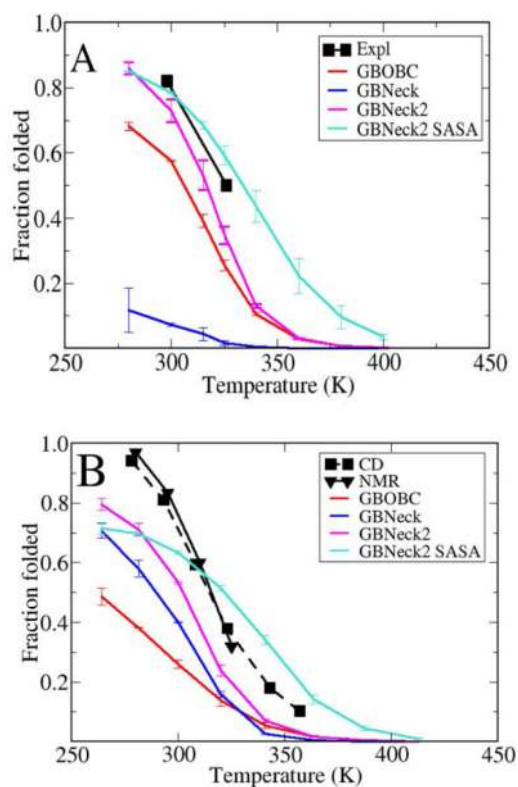 A
1.0
0.8
0.6
0.4
0.2
Fraction folded
Expl
GBOBC
GBNeck
GBNeck2
GBNeck2 SASA
250 300 350 400 450
Temperature (K)
B
1.0
0.8
0.6
0.4
0.2
Fraction folded
CD
NMR
GBOBC
GBNeck
GBNeck2
GBNeck2 SASA
250 300 350 400 450
Temperature (K)